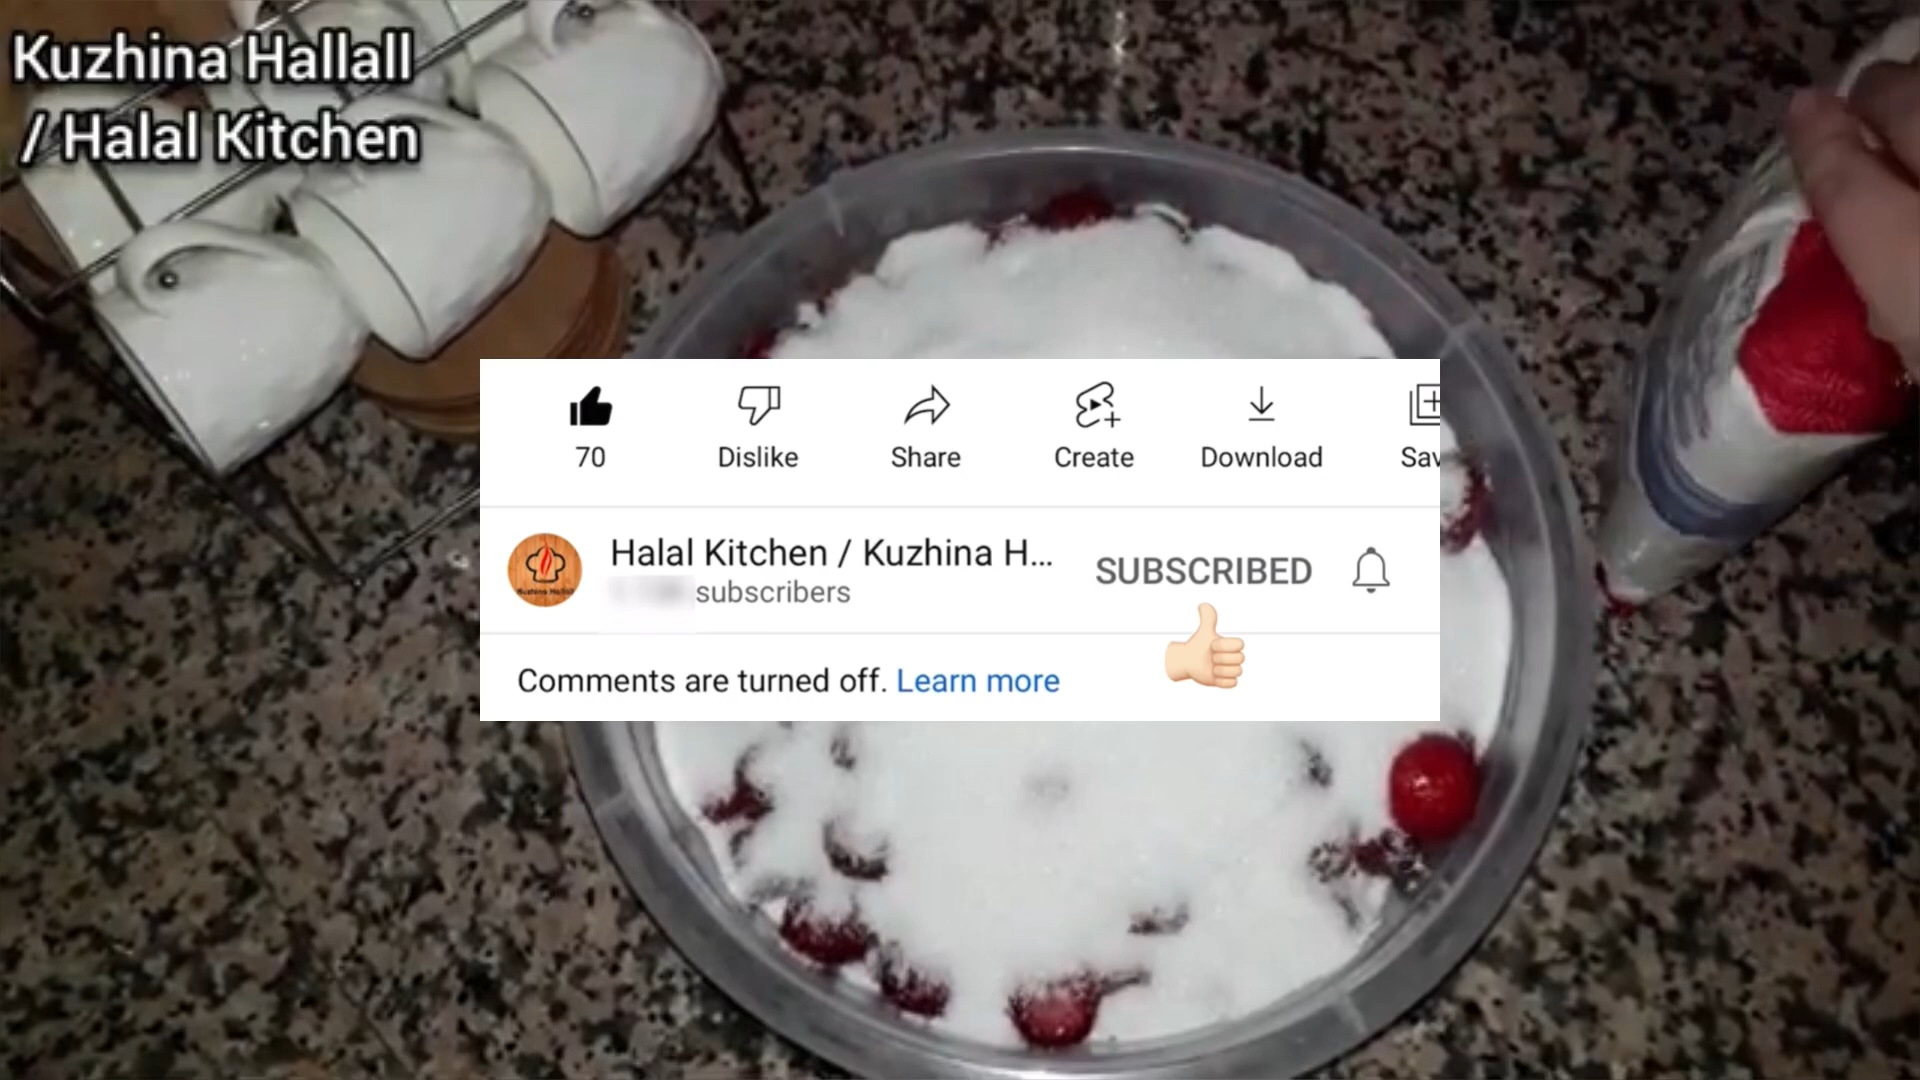 Kuzhina Hallall
/ Halal Kitchen
70
Dislike
Share
Create
Download
Sav
Halal Kitchen / Kuzhina H...
subscribers
SUBSCRIBED
Comments are turned off. Learn more